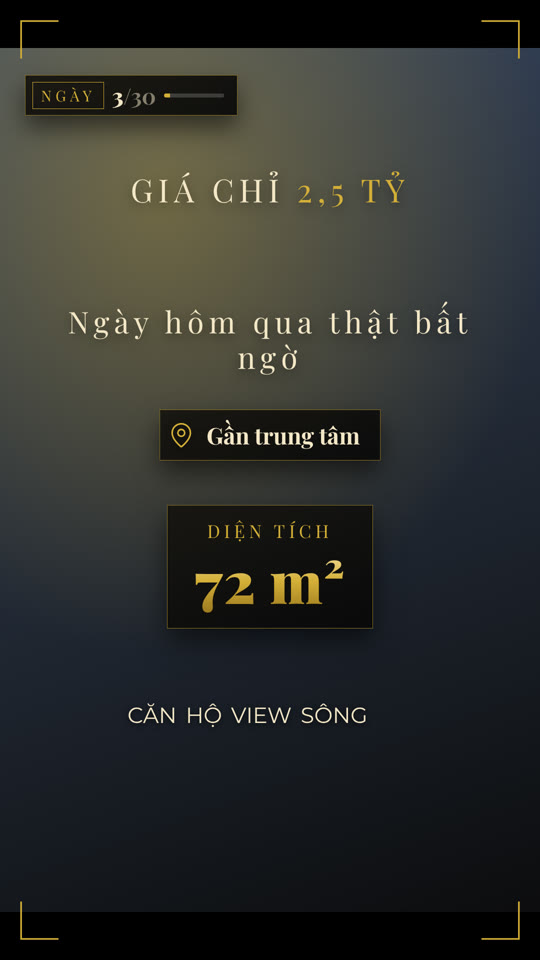 NGÀY 3/30
GIÁ CHỈ 2,5 TỶ
Ngày hôm qua thật bất
ngờ
Gần trung tâm
DIỆN TÍCH
72 m²
CĂN HỘ VIEW SÔNG